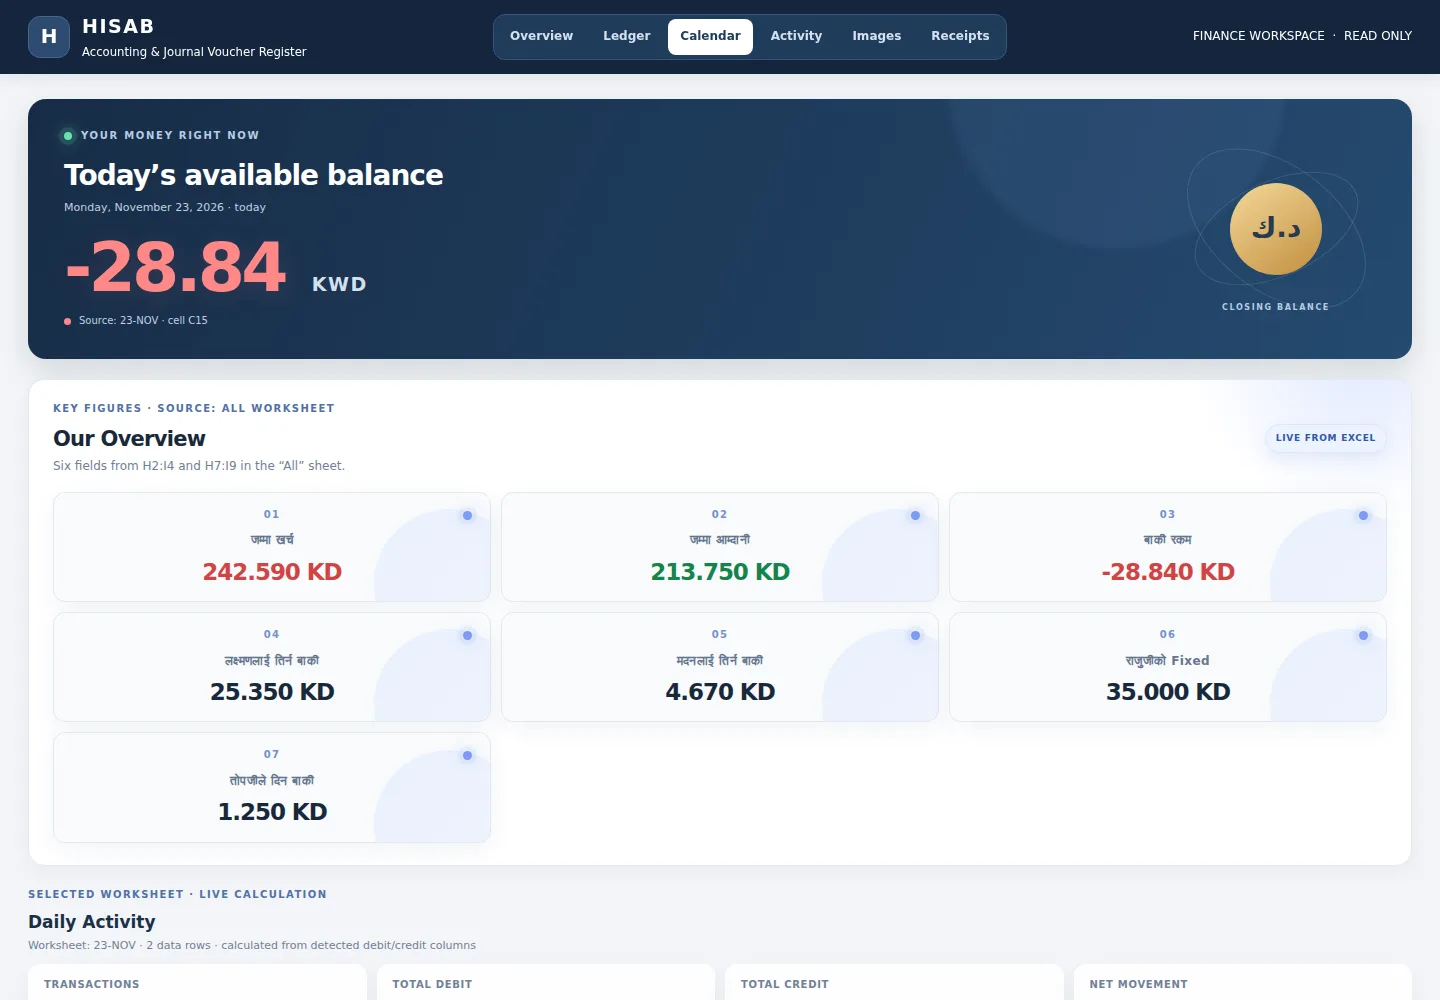 H
HISAB
Accounting & Journal Voucher Register
Overview
Ledger
Calendar
Activity
Images
Receipts
FINANCE WORKSPACE · READ ONLY
YOUR MONEY RIGHT NOW
Today’s available balance
Monday, November 23, 2026 · today
-28.84 KWD
Source: 23-NOV · cell C15
د.ك
CLOSING BALANCE
KEY FIGURES · SOURCE: ALL WORKSHEET
Our Overview
Six fields from H2:I4 and H7:I9 in the “All” sheet.
LIVE FROM EXCEL
01
जम्मा खर्च
242.590 KD
02
जम्मा आम्दानी
213.750 KD
03
बाकी रकम
-28.840 KD
04
लक्ष्मणलाई तिर्न बाकी
25.350 KD
05
मदनलाई तिर्न बाकी
4.670 KD
06
राजुजीको Fixed
35.000 KD
07
तोपजीले दिन बाकी
1.250 KD
SELECTED WORKSHEET · LIVE CALCULATION
Daily Activity
Worksheet: 23-NOV · 2 data rows · calculated from detected debit/credit columns
TRANSACTIONS
TOTAL DEBIT
TOTAL CREDIT
NET MOVEMENT